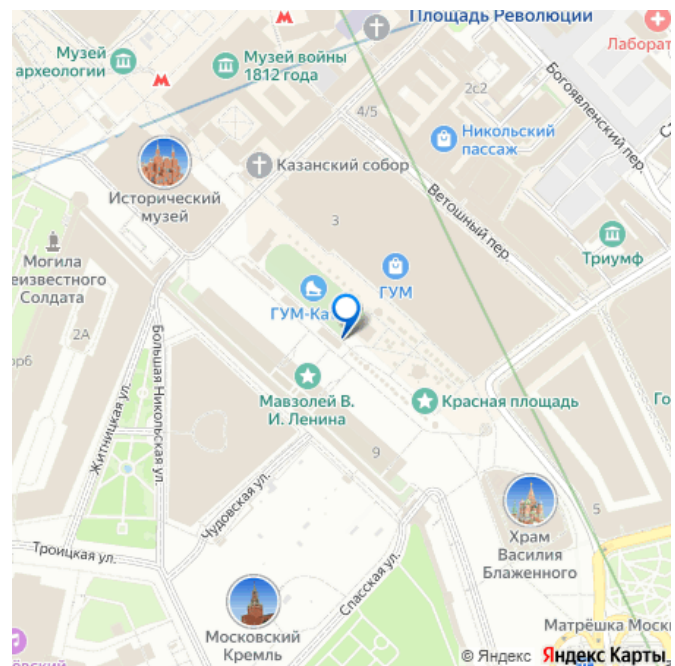 Площадь Революции
Музей
археологии
Музей войны
1812 года
Лаборат
Богоявленский пер.
2с2
4/5
Никольский
пассаж
Казанский собор
Ветошный пер.
Исторический
музей
3
Могила
еизвестного
Солдата
Триумф
ГУМ
ГУМ-Ка
2А
Большая Никольская ул.
Житницкая ул.
Мавзолей В.
И. Ленина
Красная площадь
Го
9
Чудовская ул.
5
Храм
Василия
Блаженного
Троицкая ул.
Спасская ул.
Московский
Кремль
Матрёшка Моск
© Яндекс Яндекс Карты